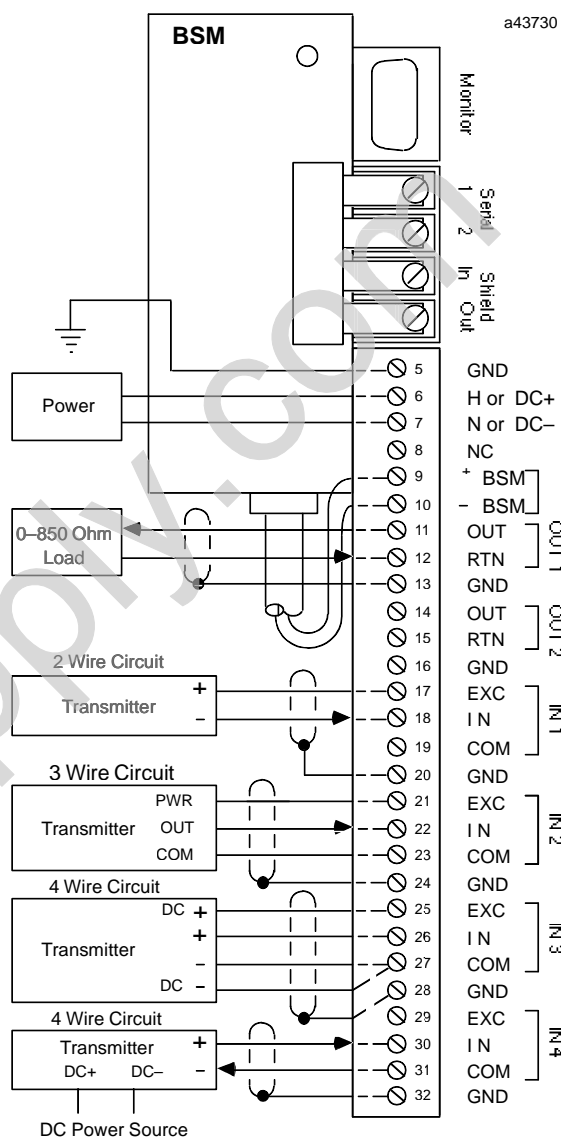 a43730
BSM
Monitor
Serial
1 2
Shield
In Out
5 GND
6 H or DC+
Power
7 N or DC–
8 NC
9 + BSM
10 – BSM
0–850 Ohm
Load
11 OUT
12 RTN
OUT 1
13 GND
14 OUT
15 RTN
OUT 2
16 GND
2 Wire Circuit
Transmitter
+
-
17 EXC
18 IN
19 COM
IN 1
20 GND
3 Wire Circuit
Transmitter
PWR
OUT
COM
21 EXC
22 IN
23 COM
IN 2
24 GND
4 Wire Circuit
Transmitter
DC +
+
–
DC -
25 EXC
26 IN
27 COM
IN 3
28 GND
4 Wire Circuit
Transmitter
+
-
DC+ DC–
29 EXC
30 IN
31 COM
IN 4
32 GND
DC Power Source
pply.com